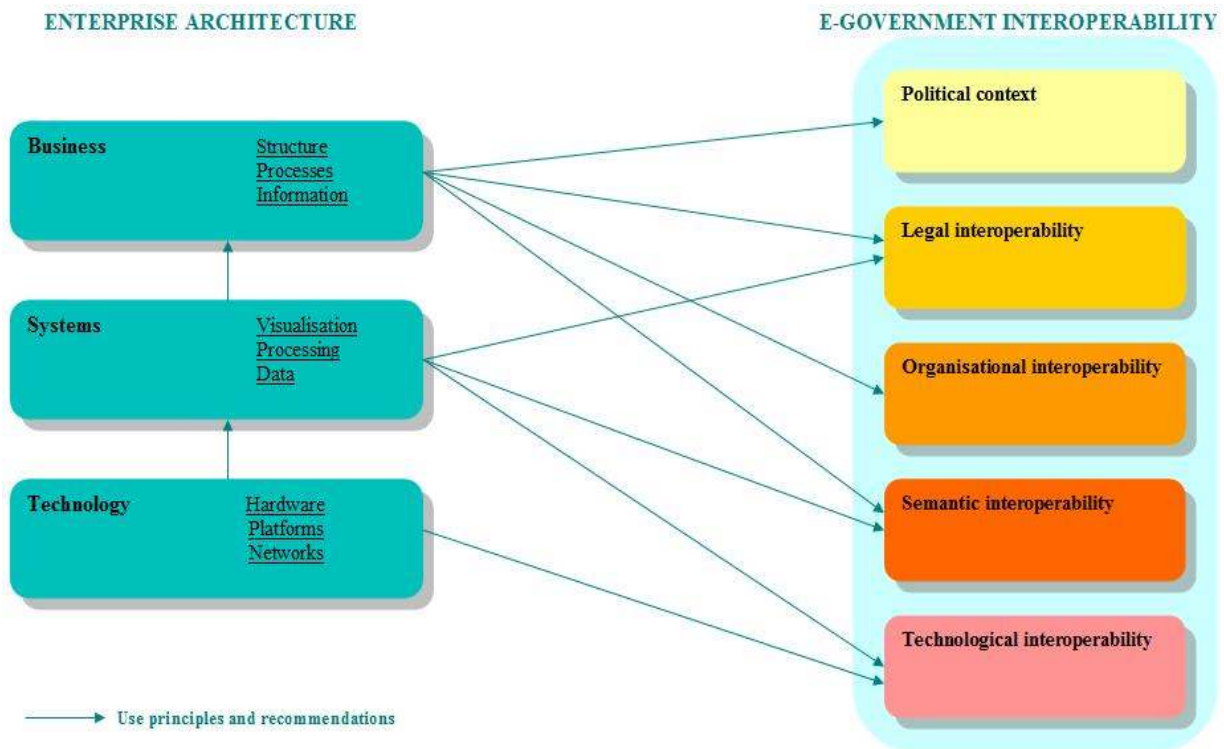 ENTERPRISE ARCHITECTURE
E-GOVERNMENT INTEROPERABILITY
Business
Structure
Processes
Information
Systems
Visualisation
Processing
Data
Technology
Hardware
Platforms
Networks
Political context
Legal interoperability
Organisational interoperability
Semantic interoperability
Technological interoperability
Use principles and recommendations